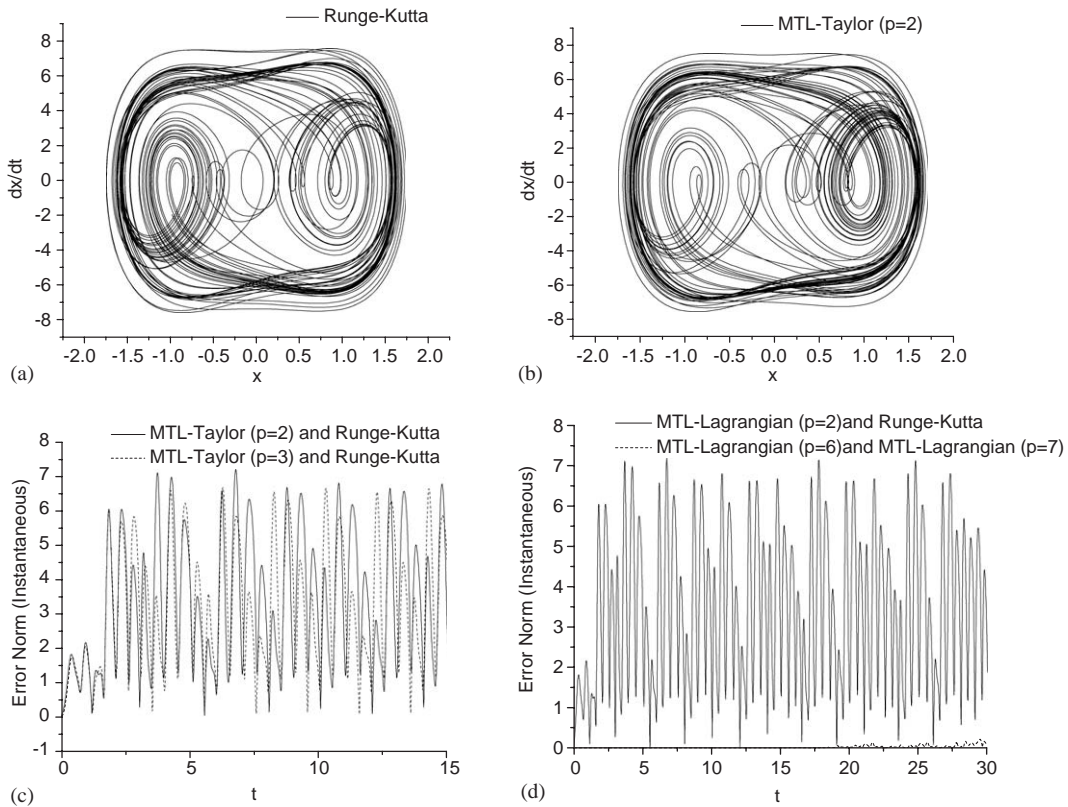 Runge-Kutta
8
6
4
2
0
-2
-4
-6
-8
dx/dt
-2.0 -1.5 -1.0 -0.5 0.0 0.5 1.0 1.5 2.0
x
(a)
MTL-Taylor (p=2)
8
6
4
2
0
-2
-4
-6
-8
dx/dt
-2.0 -1.5 -1.0 -0.5 0.0 0.5 1.0 1.5 2.0
x
(b)
MTL-Taylor (p=2) and Runge-Kutta
MTL-Taylor (p=3) and Runge-Kutta
8
7
6
5
4
3
2
1
0
-1
Error Norm (Instantaneous)
0 5 10 15
t
(c)
MTL-Lagrangian (p=2)and Runge-Kutta
MTL-Lagrangian (p=6)and MTL-Lagrangian (p=7)
8
7
6
5
4
3
2
1
0
Error Norm (Instantaneous)
0 5 10 15 20 25 30
t
(d)